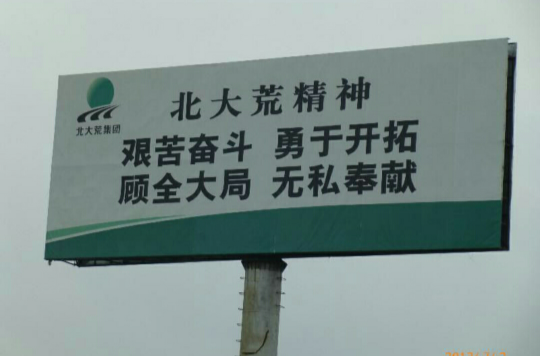 北大荒集团
北大荒精神
艰苦奋斗 勇于开拓
顾全大局 无私奉献